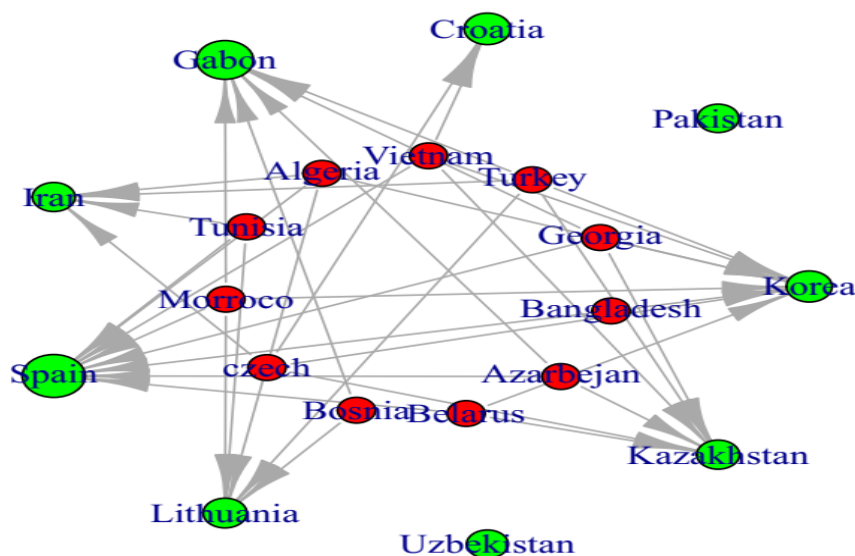 Croatia
Gabon
Pakistan
Vietnam
Algeria
Turkey
Iran
Tunisia
Georgia
Korea
Morroco
Bangladesh
Spain
czech
Azarbejan
Bosnia
Belarus
Kazakhstan
Lithuania
Uzbekistan